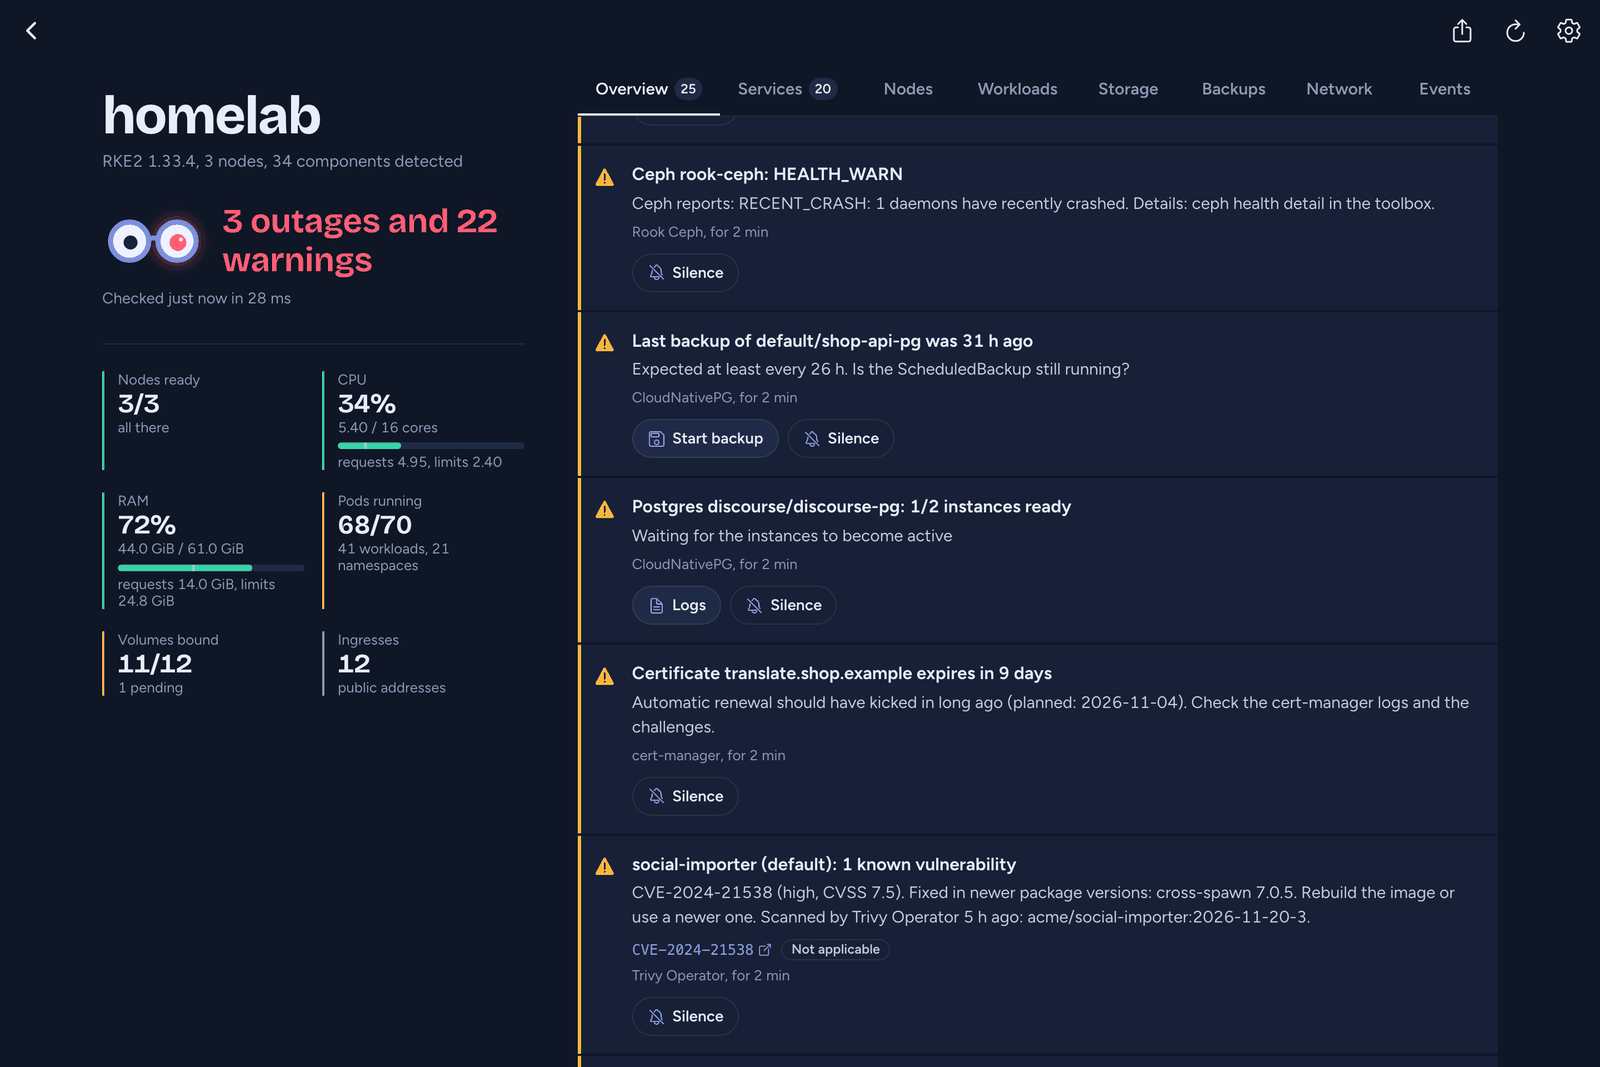 homelab
RKE2 1.33.4, 3 nodes, 34 components detected
3 outages and 22
warnings
Checked just now in 28 ms
Nodes ready
3/3
all there
CPU
34%
5.40 / 16 cores
requests 4.95, limits 2.40
RAM
72%
44.0 GiB / 61.0 GiB
requests 14.0 GiB, limits
24.8 GiB
Pods running
68/70
41 workloads, 21
namespaces
Volumes bound
11/12
1 pending
Ingresses
12
public addresses
Overview 25 Services 20 Nodes Workloads Storage Backups Network Events
Ceph rook-ceph: HEALTH_WARN
Ceph reports: RECENT_CRASH: 1 daemons have recently crashed. Details: ceph health detail in the toolbox.
Rook Ceph, for 2 min
Silence
Last backup of default/shop-api-pg was 31 h ago
Expected at least every 26 h. Is the ScheduledBackup still running?
CloudNativePG, for 2 min
Start backup Silence
Postgres discourse/discourse-pg: 1/2 instances ready
Waiting for the instances to become active
CloudNativePG, for 2 min
Logs Silence
Certificate translate.shop.example expires in 9 days
Automatic renewal should have kicked in long ago (planned: 2026-11-04). Check the cert-manager logs and the
challenges.
cert-manager, for 2 min
Silence
social-importer (default): 1 known vulnerability
CVE-2024-21538 (high, CVSS 7.5). Fixed in newer package versions: cross-spawn 7.0.5. Rebuild the image or
use a newer one. Scanned by Trivy Operator 5 h ago: acme/social-importer:2026-11-20-3.
CVE-2024-21538 Not applicable
Trivy Operator, for 2 min
Silence